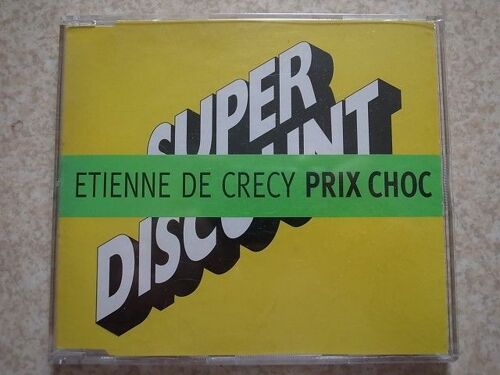 SUPER
DISCOUNT
ETIENNE DE CRECY PRIX CHOC